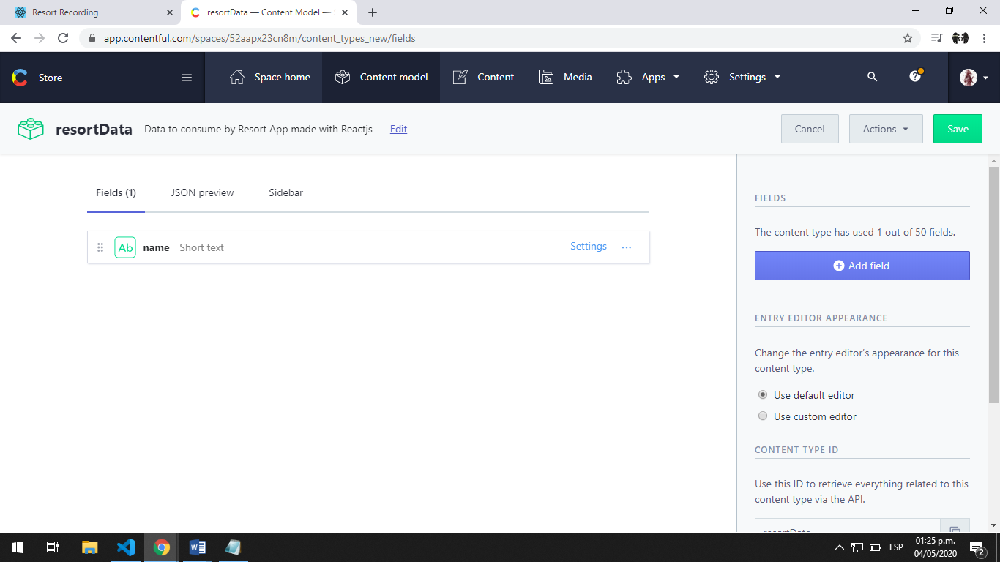 Resort Recording
resortData — Content Model —
app.contentful.com/spaces/52aapx23cn8m/content_types_new/fields
Store
Space home
Content model
Content
Media
Apps
Settings
?
resortData
Data to consume by Resort App made with Reactjs
Edit
Cancel
Actions
Save
Fields (1)
JSON preview
Sidebar
Ab name Short text
Settings
...
FIELDS
The content type has used 1 out of 50 fields.
Add field
ENTRY EDITOR APPEARANCE
Change the entry editor's appearance for this
content type.
Use default editor
Use custom editor
CONTENT TYPE ID
Use this ID to retrieve everything related to this
content type via the API.
resortData
ESP
01:25 p.m.
04/05/2020
2